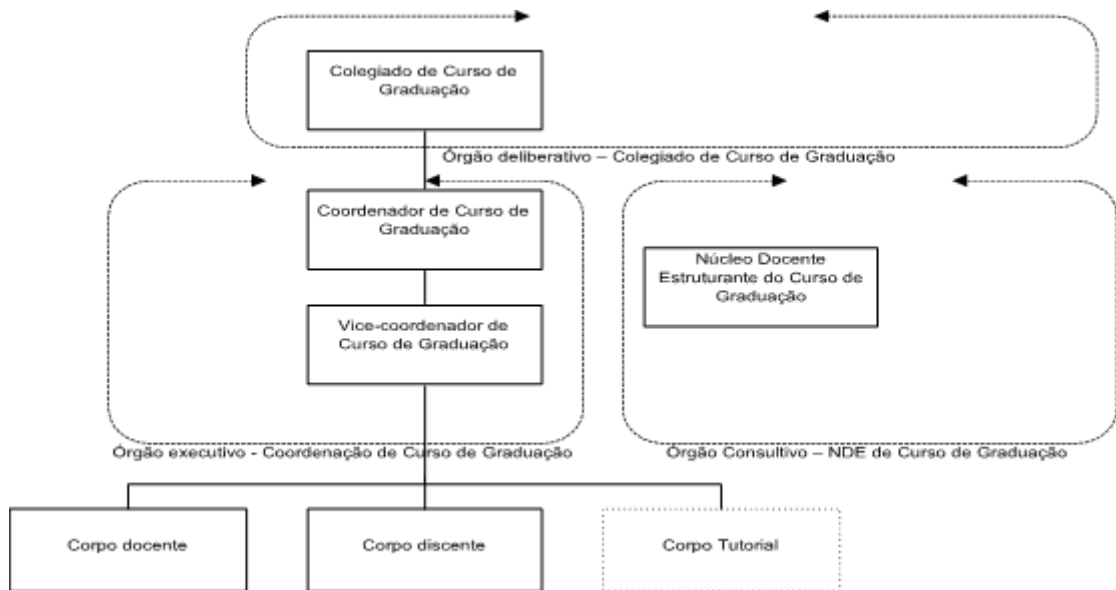 Colegiado de Curso de
Graduação
Órgão deliberativo – Colegiado de Curso de Graduação
Coordenador de Curso de
Graduação
Núcleo Docente
Estruturante do Curso de
Graduação
Vice-coordenador de
Curso de Graduação
Órgão executivo - Coordenação de Curso de Graduação
Órgão Consultivo – NDE de Curso de Graduação
Corpo docente
Corpo discente
Corpo Tutorial